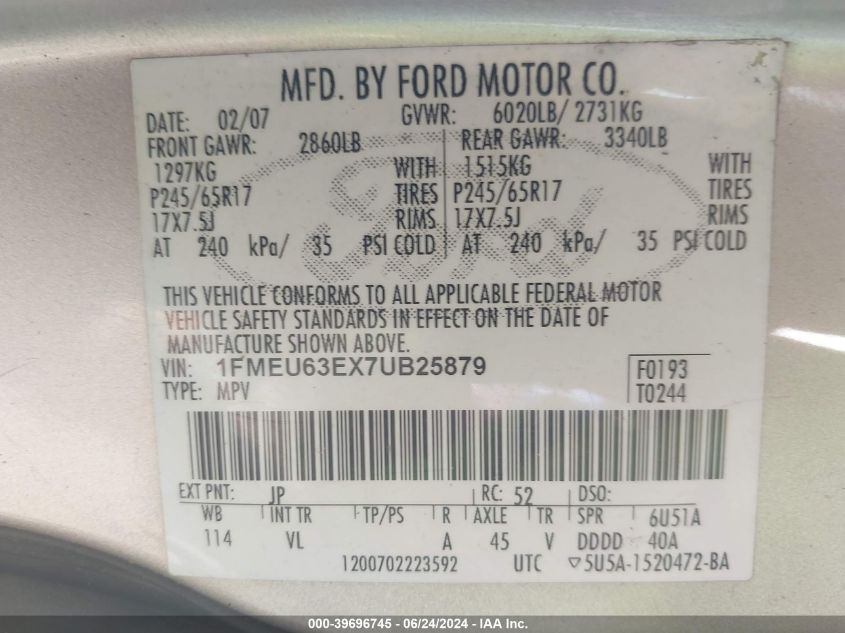 MFD. BY FORD MOTOR CO.
DATE: 02/07 GVWR: 6020LB/ 2731KG
FRONT GAWR: 2860LB REAR GAWR: 3340LB
1297KG WITH 1515KG WITH
P245/65R17 TIRES P245/65R17 TIRES
17X7.5J RIMS 17X7.5J RIMS
AT 240 kPa/ 35 PSI COLD AT 240 kPa/ 35 PSI COLD
Ford
THIS VEHICLE CONFORMS TO ALL APPLICABLE FEDERAL MOTOR
VEHICLE SAFETY STANDARDS IN EFFECT ON THE DATE OF
MANUFACTURE SHOWN ABOVE.
VIN: 1FMEU63EX7UB25879 F0193
TYPE: MPV T0244
EXT PNT: JP RC: 52 DSO:
WB INT TR TP/PS R AXLE TR SPR 6U51A
114 VL A 45 V DDDD 40A
1200702223592 UTC ▽5U5A-1520472-BA
000-39696745 - 06/24/2024 - IAA Inc.